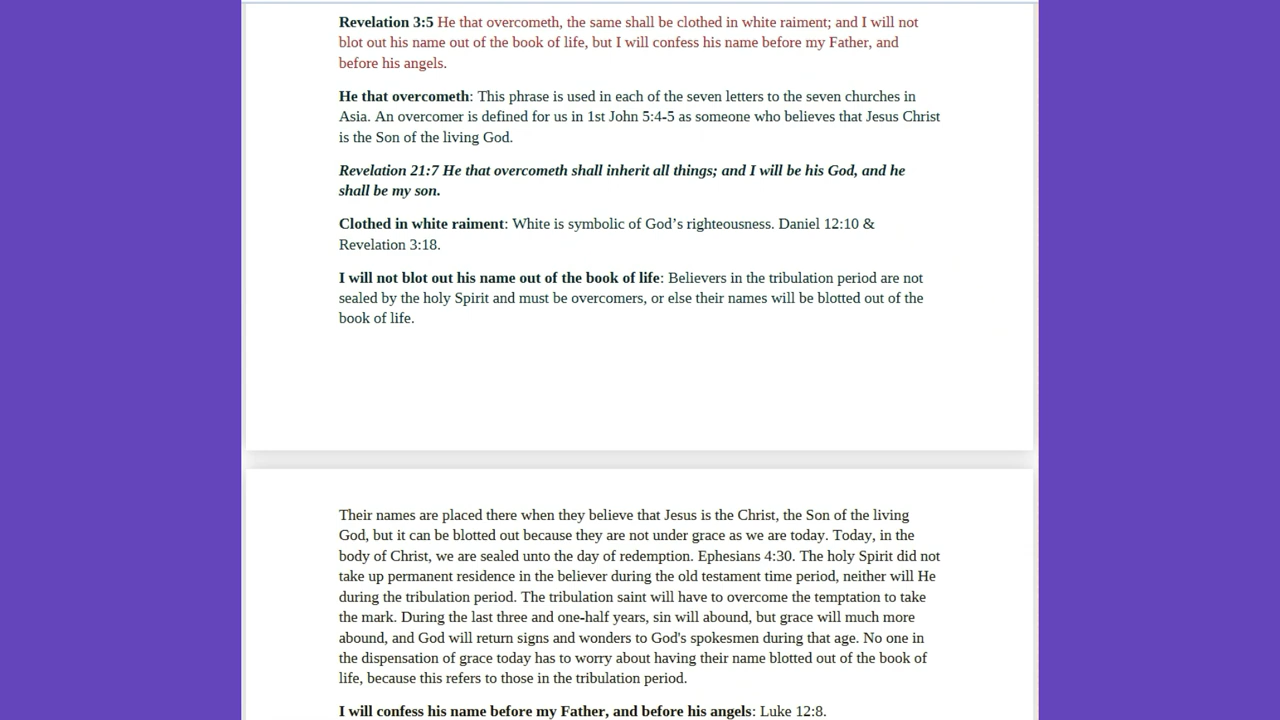 Revelation 3:5 He that overcometh, the same shall be clothed in white raiment; and I will not
blot out his name out of the book of life, but I will confess his name before my Father, and
before his angels.
He that overcometh: This phrase is used in each of the seven letters to the seven churches in
Asia. An overcomer is defined for us in 1st John 5:4-5 as someone who believes that Jesus Christ
is the Son of the living God.
Revelation 21:7 He that overcometh shall inherit all things; and I will be his God, and he
shall be my son.
Clothed in white raiment: White is symbolic of God’s righteousness. Daniel 12:10 &
Revelation 3:18.
I will not blot out his name out of the book of life: Believers in the tribulation period are not
sealed by the holy Spirit and must be overcomers, or else their names will be blotted out of the
book of life.
Their names are placed there when they believe that Jesus is the Christ, the Son of the living
God, but it can be blotted out because they are not under grace as we are today. Today, in the
body of Christ, we are sealed unto the day of redemption. Ephesians 4:30. The holy Spirit did not
take up permanent residence in the believer during the old testament time period, neither will He
during the tribulation period. The tribulation saint will have to overcome the temptation to take
the mark. During the last three and one-half years, sin will abound, but grace will much more
abound, and God will return signs and wonders to God's spokesmen during that age. No one in
the dispensation of grace today has to worry about having their name blotted out of the book of
life, because this refers to those in the tribulation period.
I will confess his name before my Father, and before his angels: Luke 12:8.